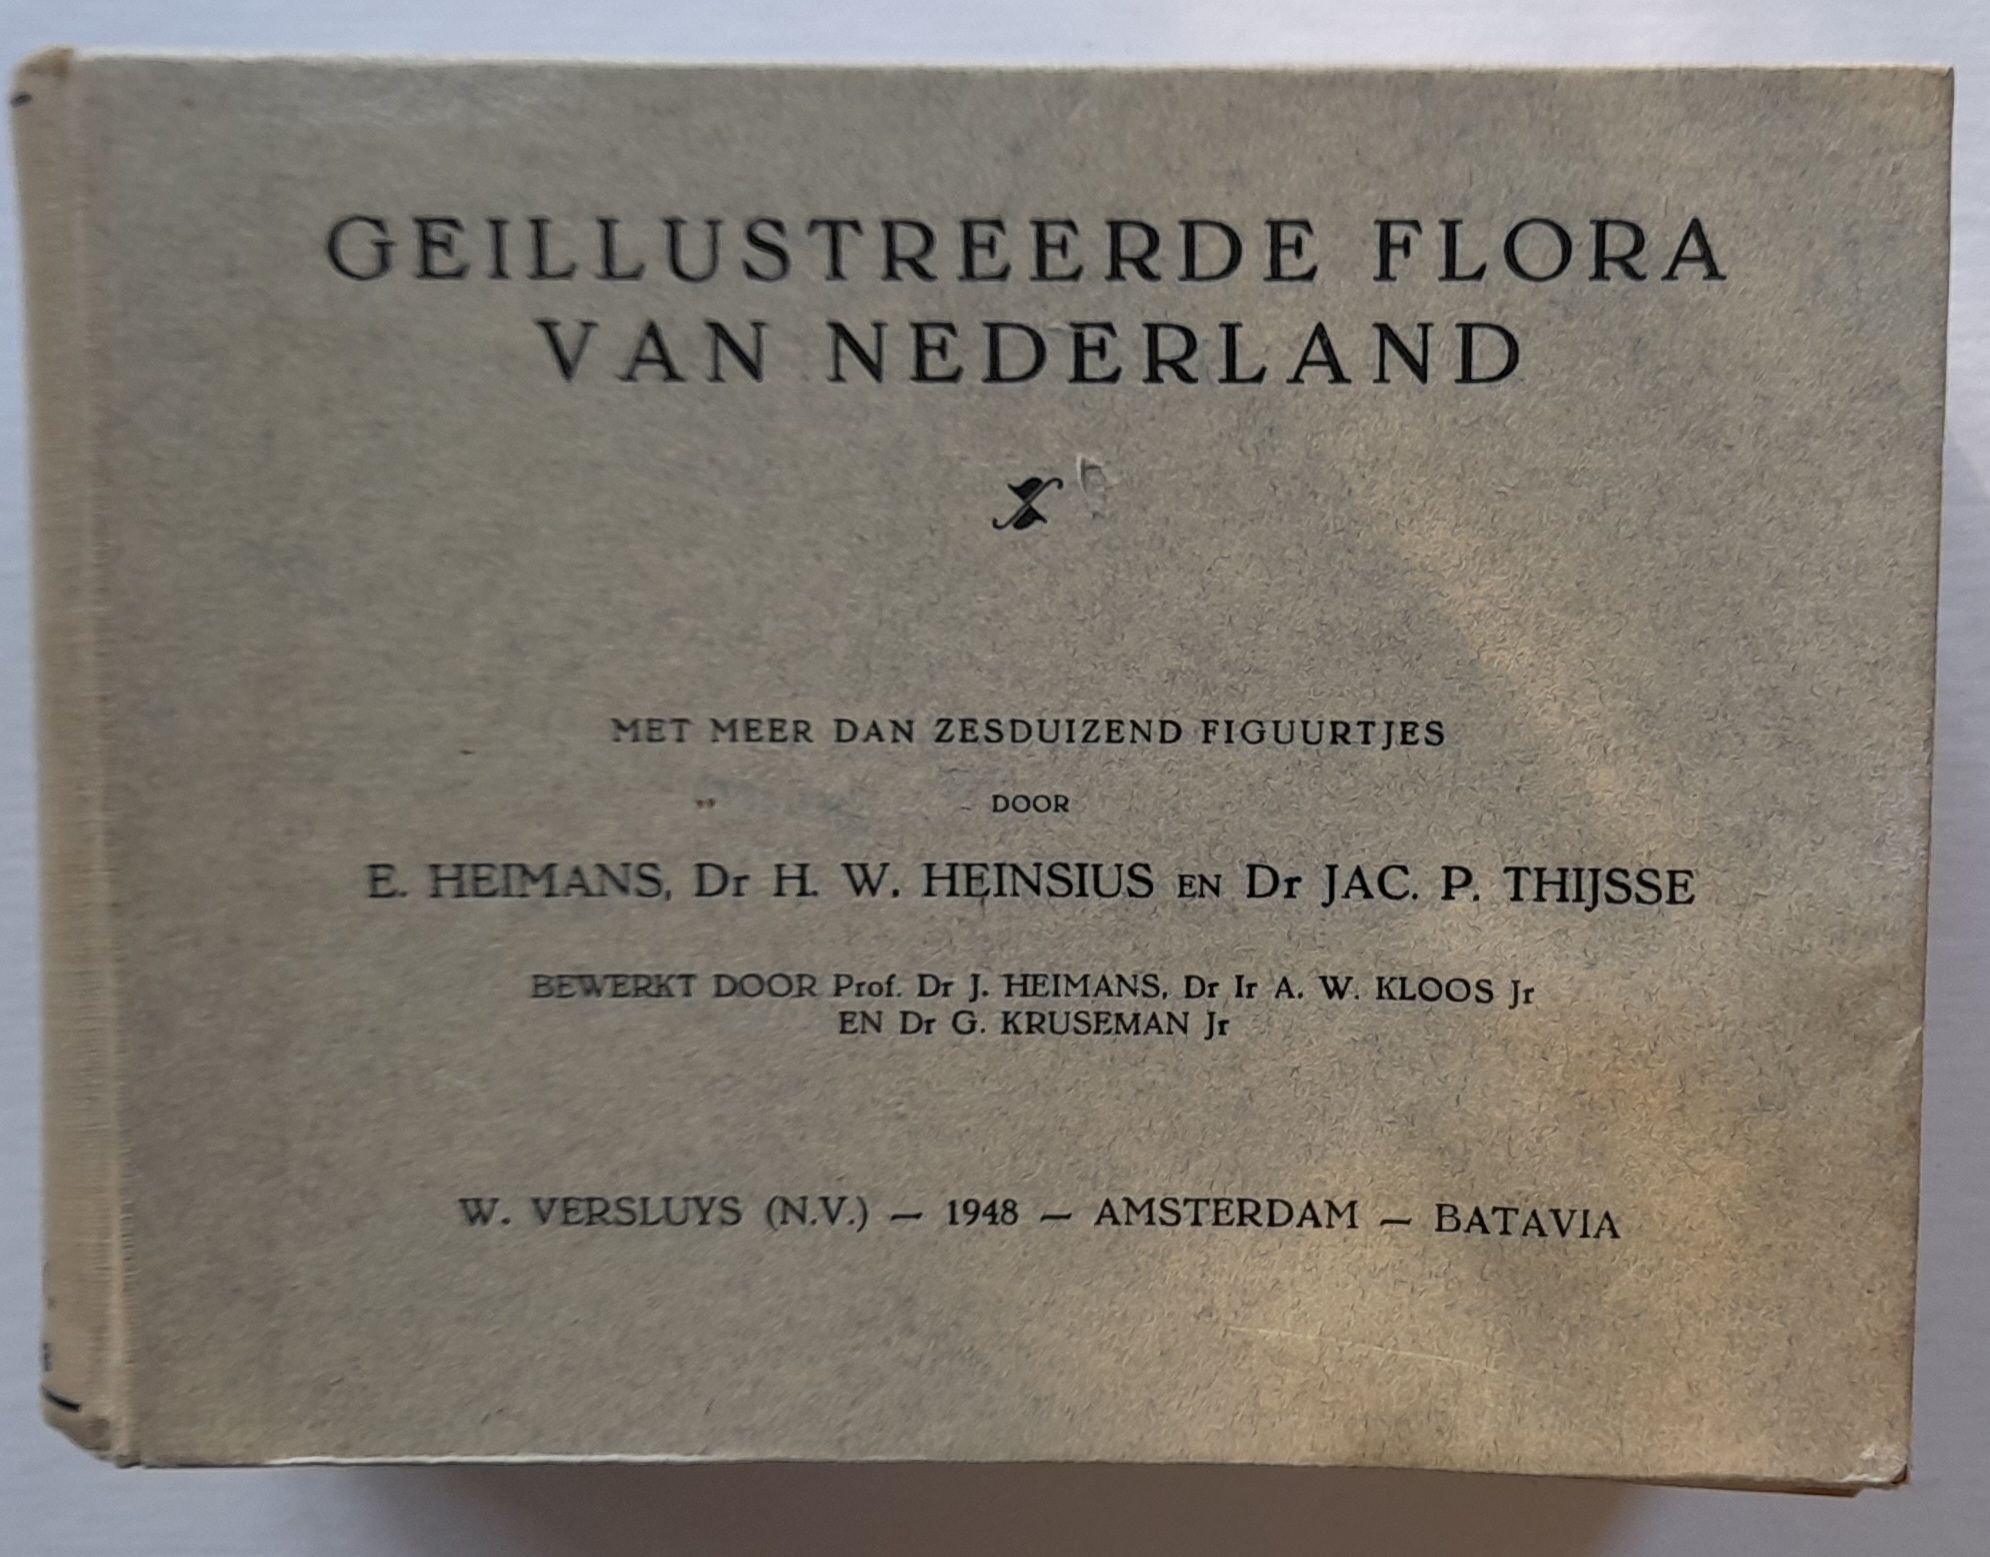 GEILLUSTREERDE FLORA
VAN NEDERLAND
MET MEER DAN ZESDUIZEND FIGUURTJES
DOOR
E. HEIMANS, Dr H. W. HEINSIUS EN Dr JAC. P. THIJSSE
BEWERKT DOOR Prof. Dr J. HEIMANS, Dr Ir A. W. KLOOS Jr
EN Dr G. KRUSEMAN Jr
W. VERSLUYS (N.V.) — 1948 — AMSTERDAM — BATAVIA